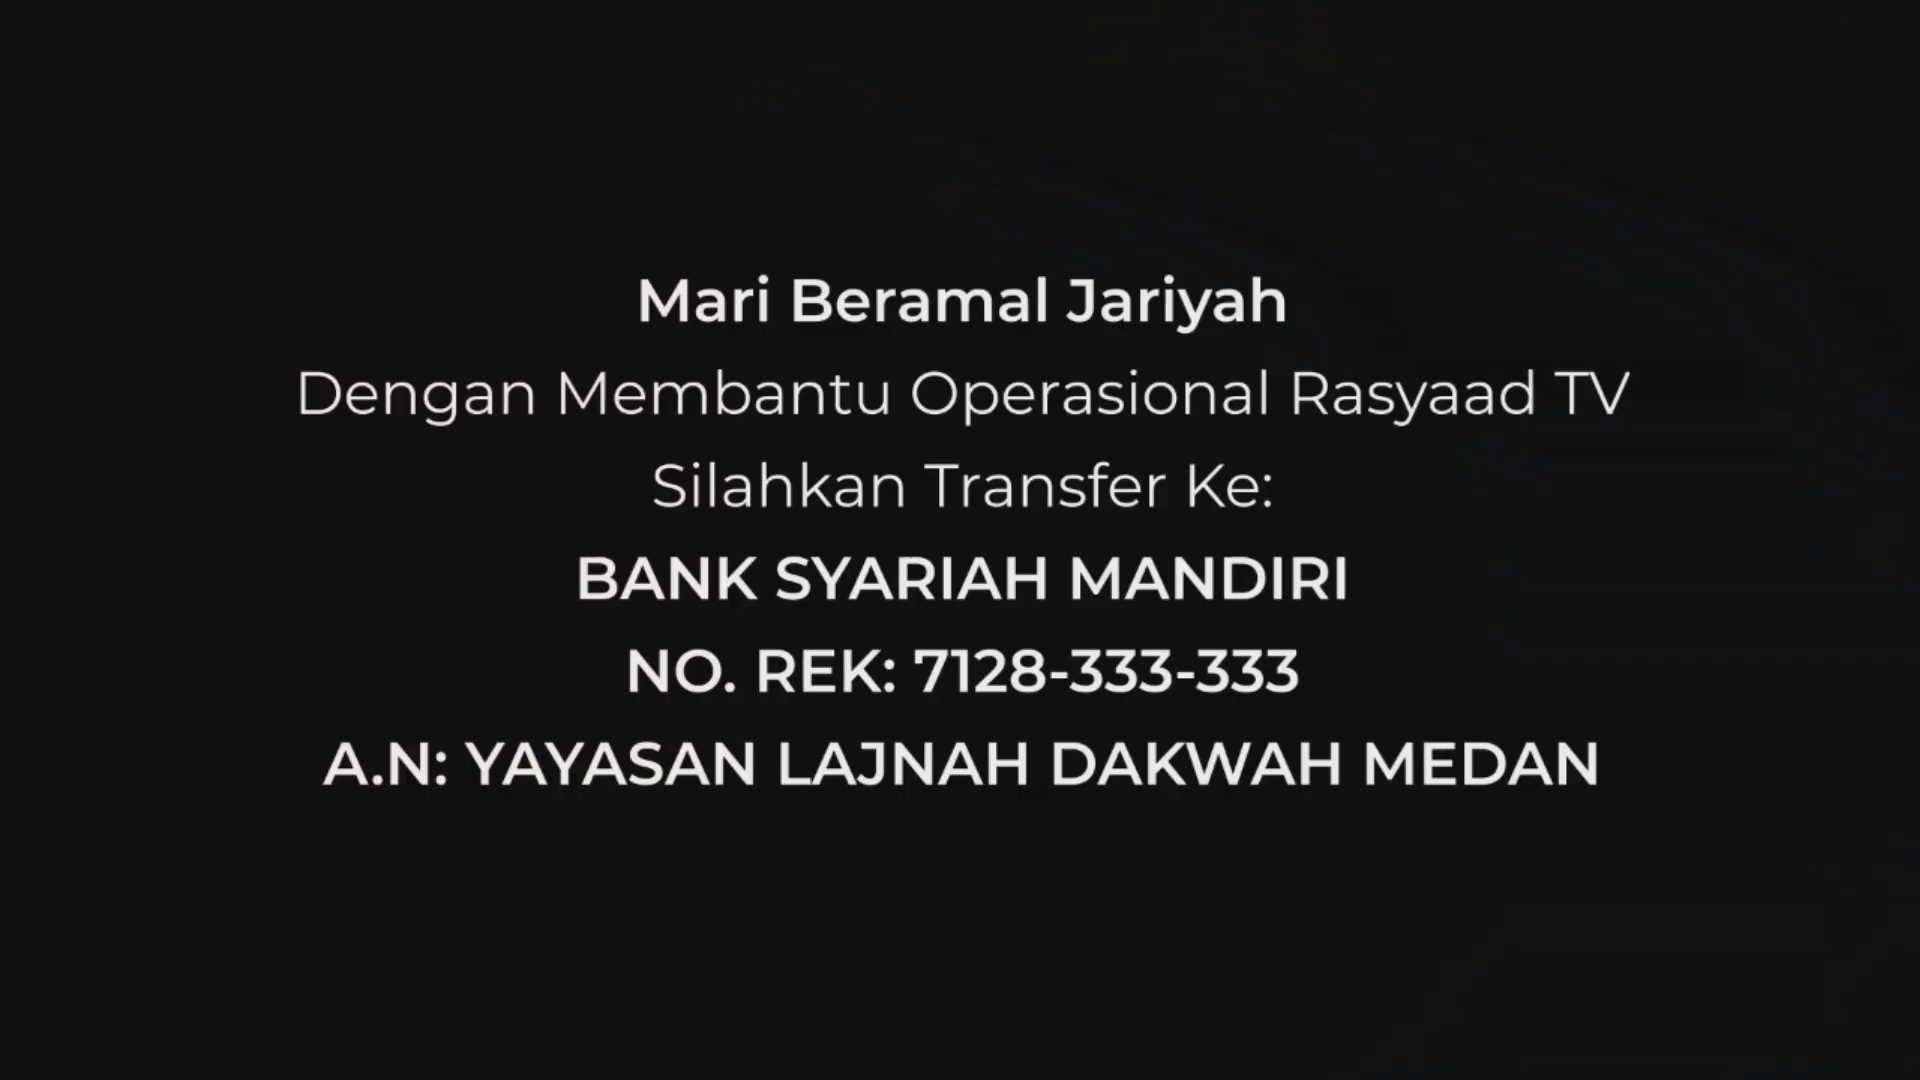 Mari Beramal Jariyah
Dengan Membantu Operasional Rasyaad TV
Silahkan Transfer Ke:
BANK SYARIAH MANDIRI
NO. REK: 7128-333-333
A.N: YAYASAN LAJNAH DAKWAH MEDAN